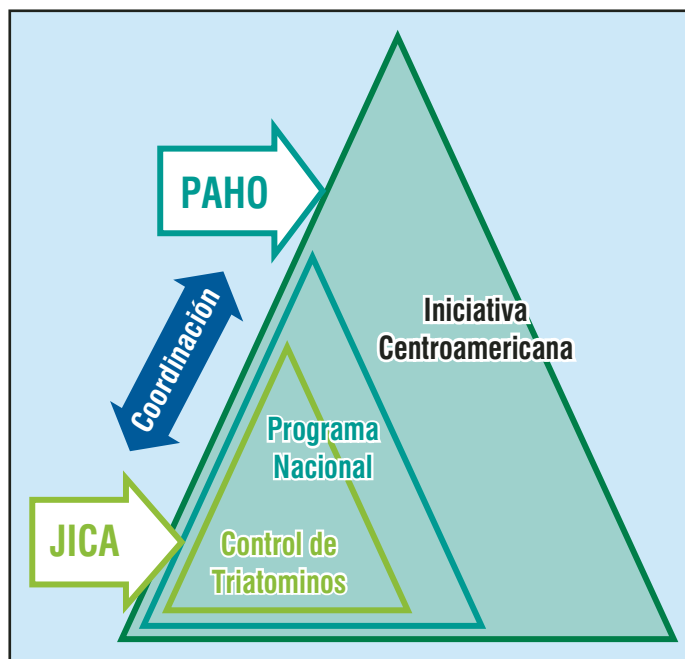 PAHO
Coordinación
Iniciativa
Centroamericana
Programa
Nacional
JICA
Control de
Triatominos